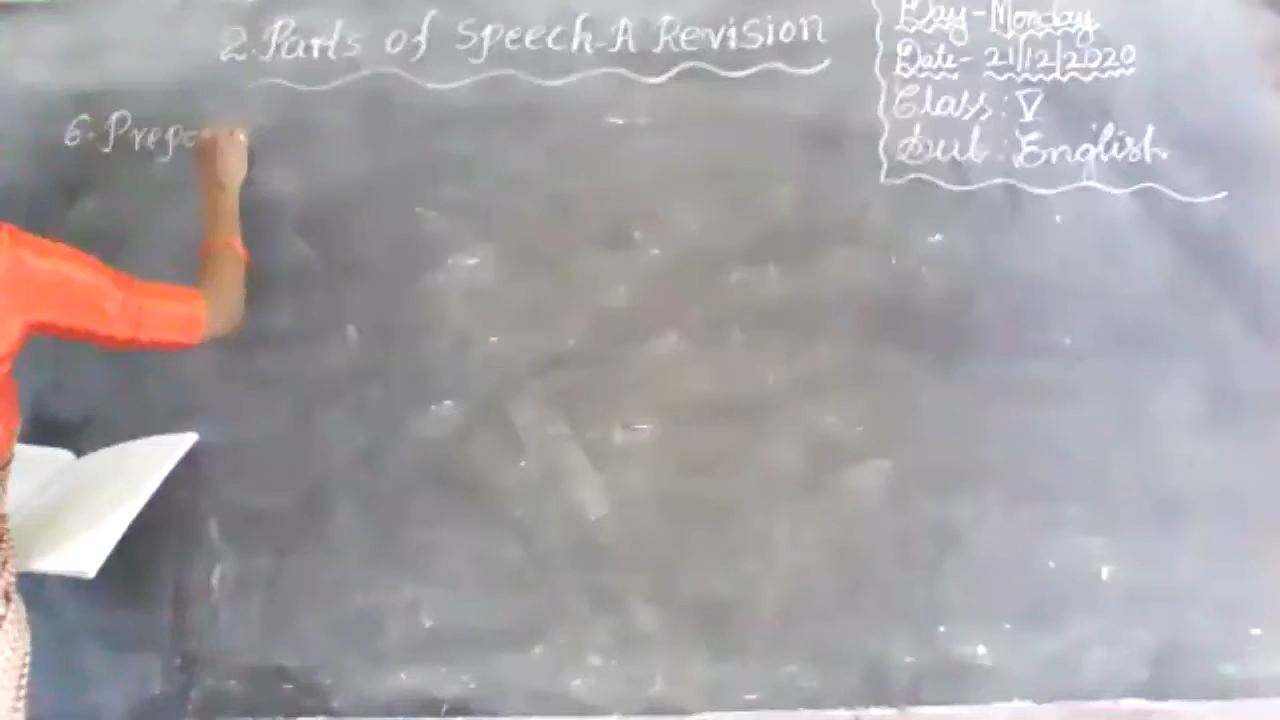 2. Parts of Speech-A Revision
Day-Monday
Date- 21/12/2020
Class: V
Sub: English
6. Prepo